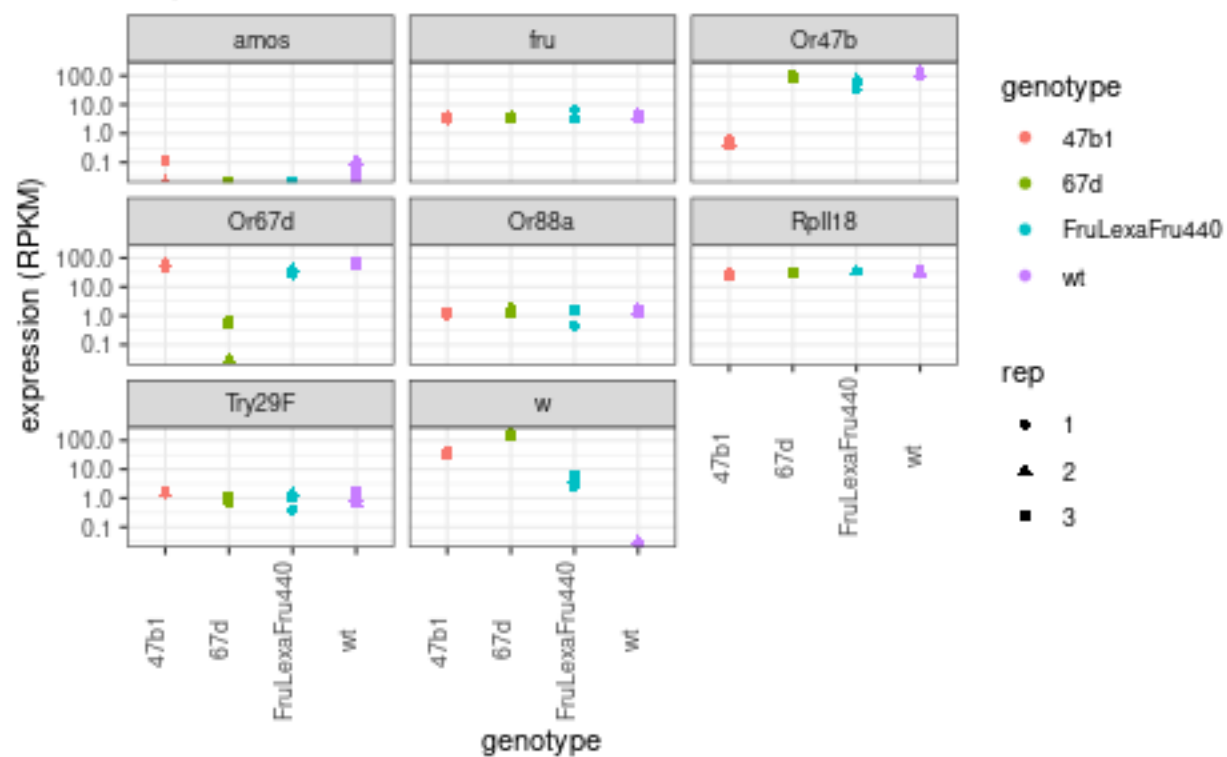 amos
fru
Or47b
100.0
10.0
1.0
0.1
Or67d
Or88a
RpII18
100.0
10.0
1.0
0.1
Try29F
w
100.0
10.0
1.0
0.1
47b1
67d
FruLexaFru440
wt
47b1
67d
FruLexaFru440
wt
47b1
67d
FruLexaFru440
wt
genotype
expression (RPKM)
genotype
47b1
67d
FruLexaFru440
wt
rep
1
2
3